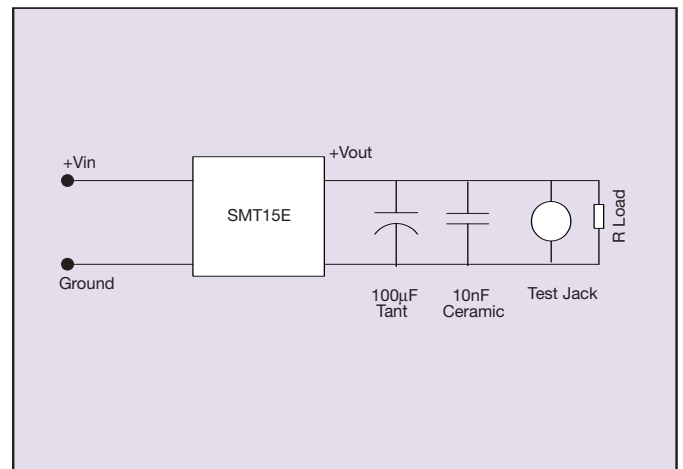 +Vin
+Vout
SMT15E
R Load
Ground
100µF
Tant
10nF
Ceramic
Test Jack